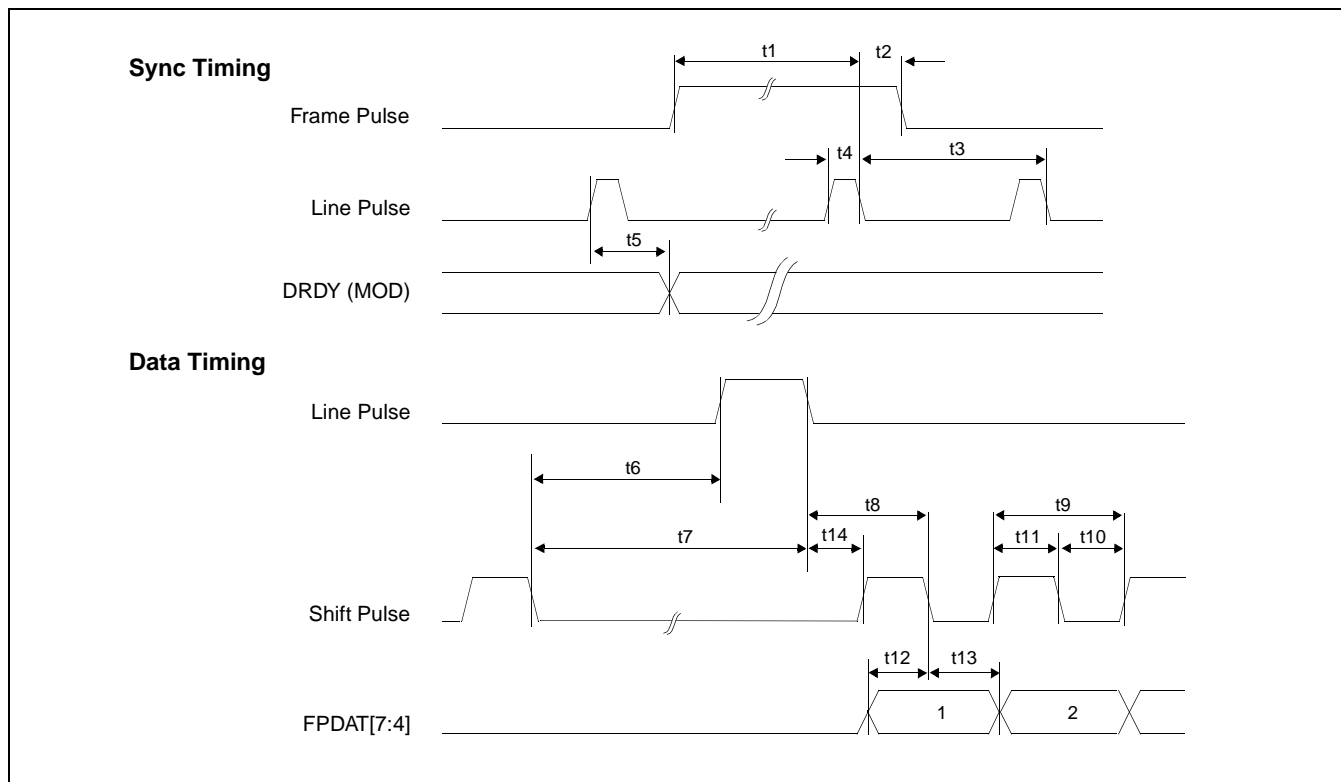 Sync Timing
t1
t2
Frame Pulse
t4
t3
Line Pulse
t5
DRDY (MOD)
Data Timing
Line Pulse
t6
t8
t9
t7
t14
t11
t10
Shift Pulse
t12
t13
FPDAT[7:4]
1
2